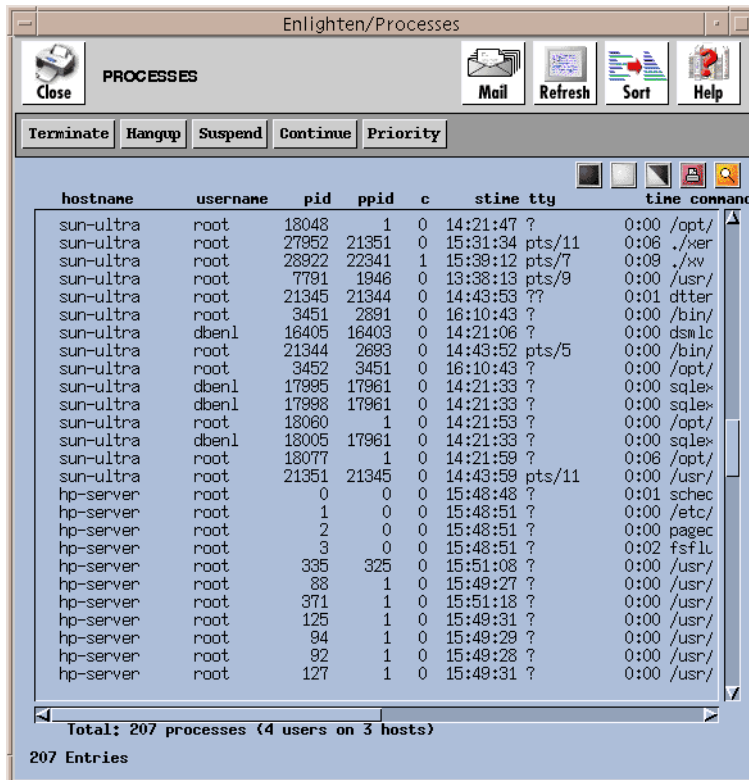 Enlighten/Processes
Close PROCESSES Mail Refresh Sort Help
Terminate Hangup Suspend Continue Priority
hostname username pid ppid c stime tty time command
sun-ultra root 18048 1 0 14:21:47 ? 0:00 /opt/
sun-ultra root 27952 21351 0 15:31:34 pts/11 0:06 ./xer
sun-ultra root 28922 22341 1 15:39:12 pts/7 0:09 ./xv
sun-ultra root 7791 1946 0 13:38:13 pts/9 0:00 /usr/
sun-ultra root 21345 21344 0 14:43:53 ?? 0:01 dtter
sun-ultra root 3451 2891 0 16:10:43 ? 0:00 /bin/
sun-ultra dbenl 16405 16403 0 14:21:06 ? 0:00 dsmlc
sun-ultra root 21344 2693 0 14:43:52 pts/5 0:00 /bin/
sun-ultra root 3452 3451 0 16:10:43 ? 0:00 /opt/
sun-ultra dbenl 17995 17961 0 14:21:33 ? 0:00 sqlex
sun-ultra dbenl 17998 17961 0 14:21:33 ? 0:00 sqlex
sun-ultra root 18060 1 0 14:21:53 ? 0:00 /opt/
sun-ultra dbenl 18005 17961 0 14:21:33 ? 0:00 sqlex
sun-ultra root 18077 1 0 14:21:59 ? 0:06 /opt/
sun-ultra root 21351 21345 0 14:43:59 pts/11 0:00 /usr/
hp-server root 0 0 0 15:48:48 ? 0:01 sched
hp-server root 1 0 0 15:48:51 ? 0:00 /etc/
hp-server root 2 0 0 15:48:51 ? 0:00 paged
hp-server root 3 0 0 15:48:51 ? 0:02 fsflu
hp-server root 335 325 0 15:51:08 ? 0:00 /usr/
hp-server root 88 1 0 15:49:27 ? 0:00 /usr/
hp-server root 371 1 0 15:51:18 ? 0:00 /usr/
hp-server root 125 1 0 15:49:31 ? 0:00 /usr/
hp-server root 94 1 0 15:49:29 ? 0:00 /usr/
hp-server root 92 1 0 15:49:28 ? 0:00 /usr/
hp-server root 127 1 0 15:49:31 ? 0:00 /usr/
Total: 207 processes (4 users on 3 hosts)
207 Entries